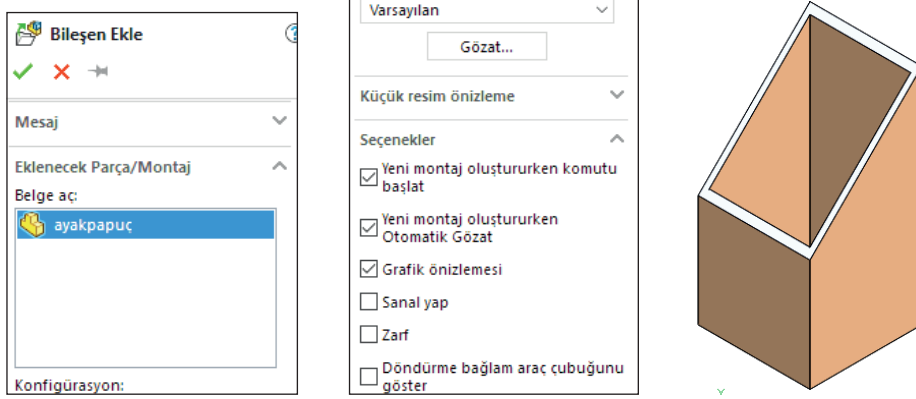 Bileşen Ekle
Mesaj
Eklenecek Parça/Montaj
Belge aç:
ayakpapuç
Konfigürasyon:
Varsayılan
Gözat...
Küçük resim önizleme
Seçenekler
Yeni montaj oluştururken komutu
başlat
Yeni montaj oluştururken
Otomatik Gözat
Grafik önizlemesi
Sanal yap
Zarf
Döndürme bağlam araç çubuğunu
göster